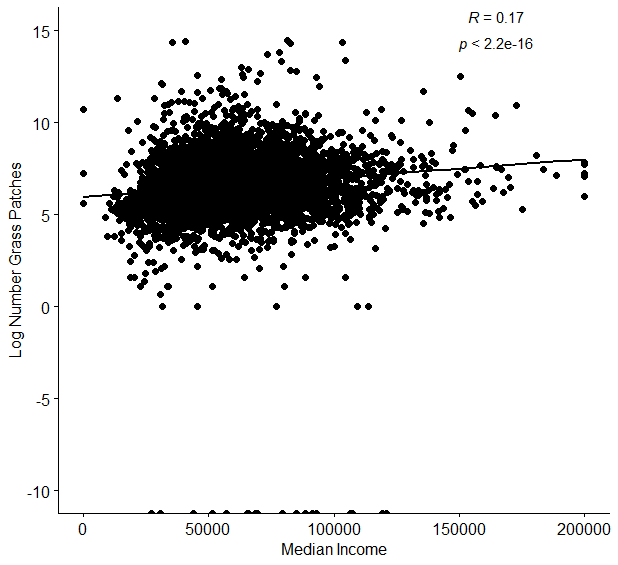 R = 0.17
p < 2.2e-16
15
10
5
0
-5
-10
Log Number Grass Patches
0 50000 100000 150000 200000
Median Income